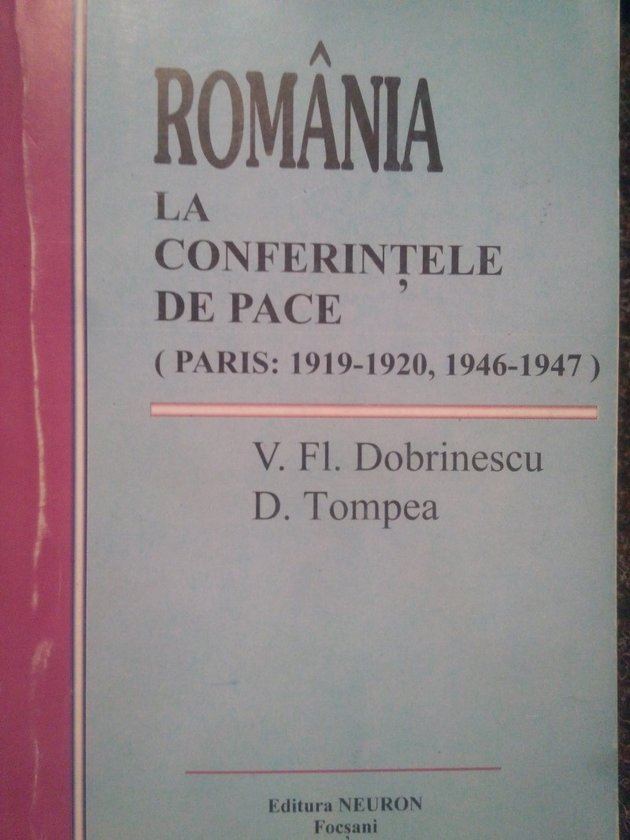 ROMÂNIA
LA
CONFERINȚELE
DE PACE
( PARIS: 1919-1920, 1946-1947 )
V. Fl. Dobrinescu
D. Tompea
Editura NEURON
Focșani